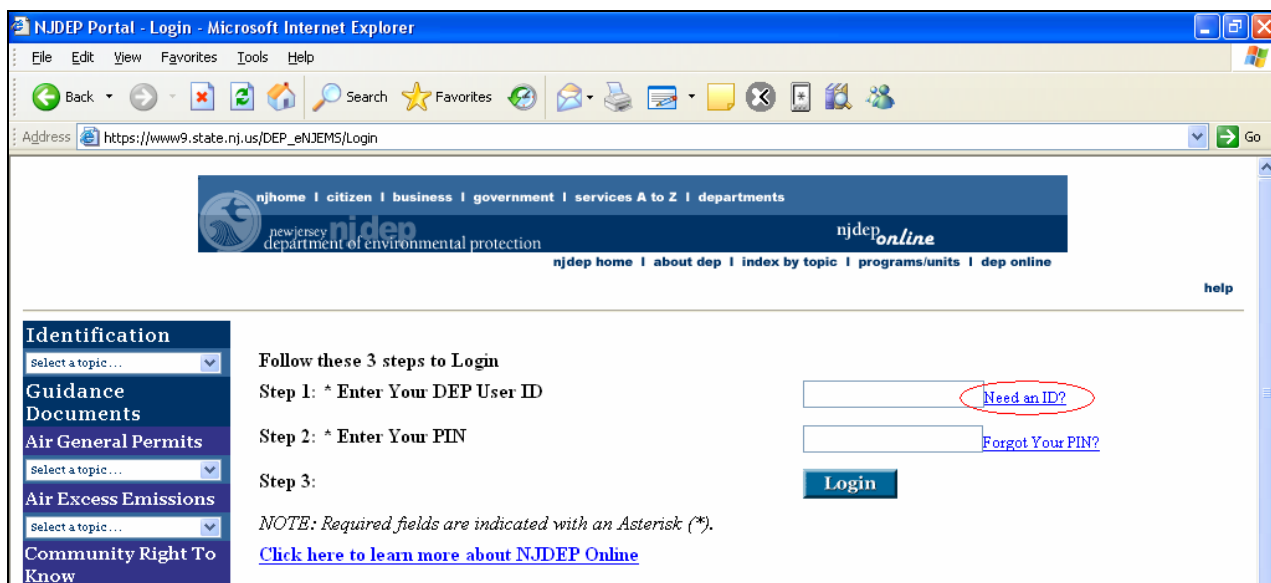 NJDEP Portal - Login - Microsoft Internet Explorer
File Edit View Favorites Tools Help
Back Search Favorites
Address https://www9.state.nj.us/DEP_eNJEMS/Login Go
njhome | citizen | business | government | services A to Z | departments
newjersey njdep
department of environmental protection
njdeponline
njdep home | about dep | index by topic | programs/units | dep online
help
Identification
Select a topic...
Guidance
Documents
Air General Permits
Select a topic...
Air Excess Emissions
Select a topic...
Community Right To
Know
Follow these 3 steps to Login
Step 1: * Enter Your DEP User ID Need an ID?
Step 2: * Enter Your PIN Forgot Your PIN?
Step 3: Login
NOTE: Required fields are indicated with an Asterisk (*).
Click here to learn more about NJDEP Online